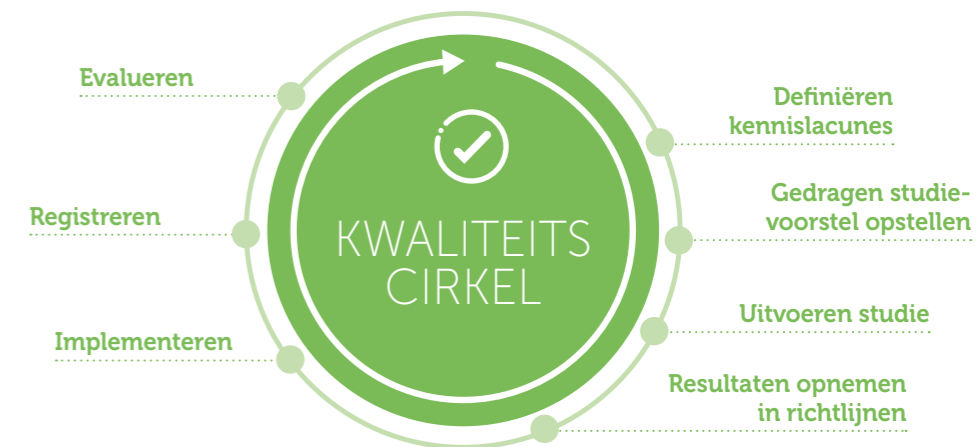 KWALITEITS
CIRKEL
Definiëren
kennislacunes
Gedragen studie-
voorstel opstellen
Uitvoeren studie
Resultaten opnemen
in richtlijnen
Implementeren
Registreren
Evalueren